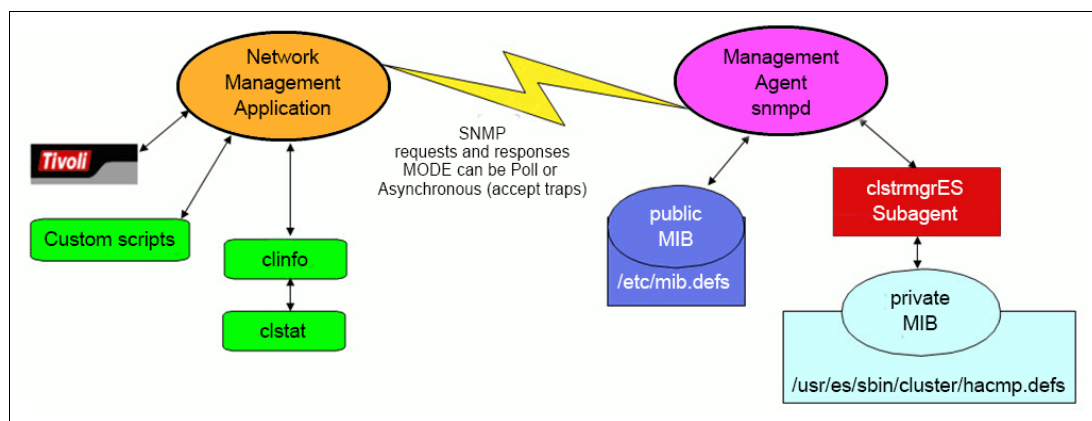 Network
Management
Application
Management
Agent
snmpd
SNMP
requests and responses
MODE can be Poll or
Asynchronous (accept traps)
Tivoli
Custom scripts
clinfo
clstat
public
MIB
/etc/mib.defs
clstrmgrES
Subagent
private
MIB
/usr/es/sbin/cluster/hacmp.defs